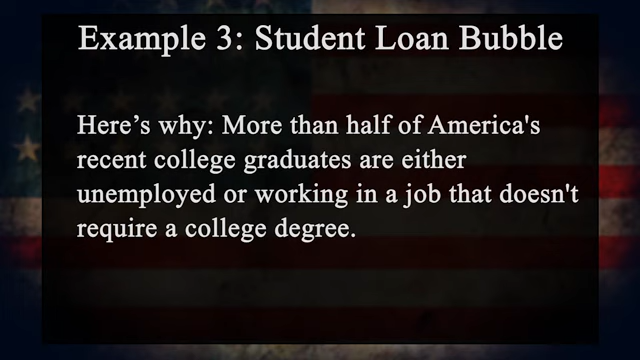 Example 3: Student Loan Bubble
Here’s why: More than half of America's
recent college graduates are either
unemployed or working in a job that doesn't
require a college degree.